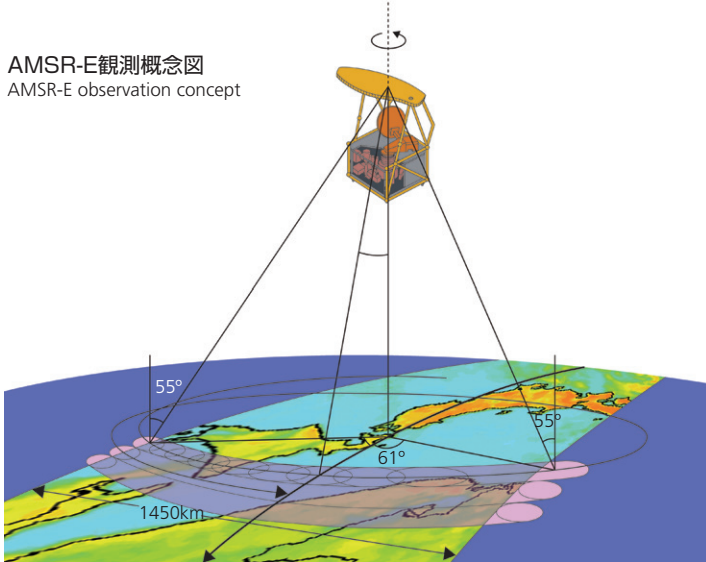 AMSR-E観測概念図
AMSR-E observation concept
55°
55°
61°
1450km